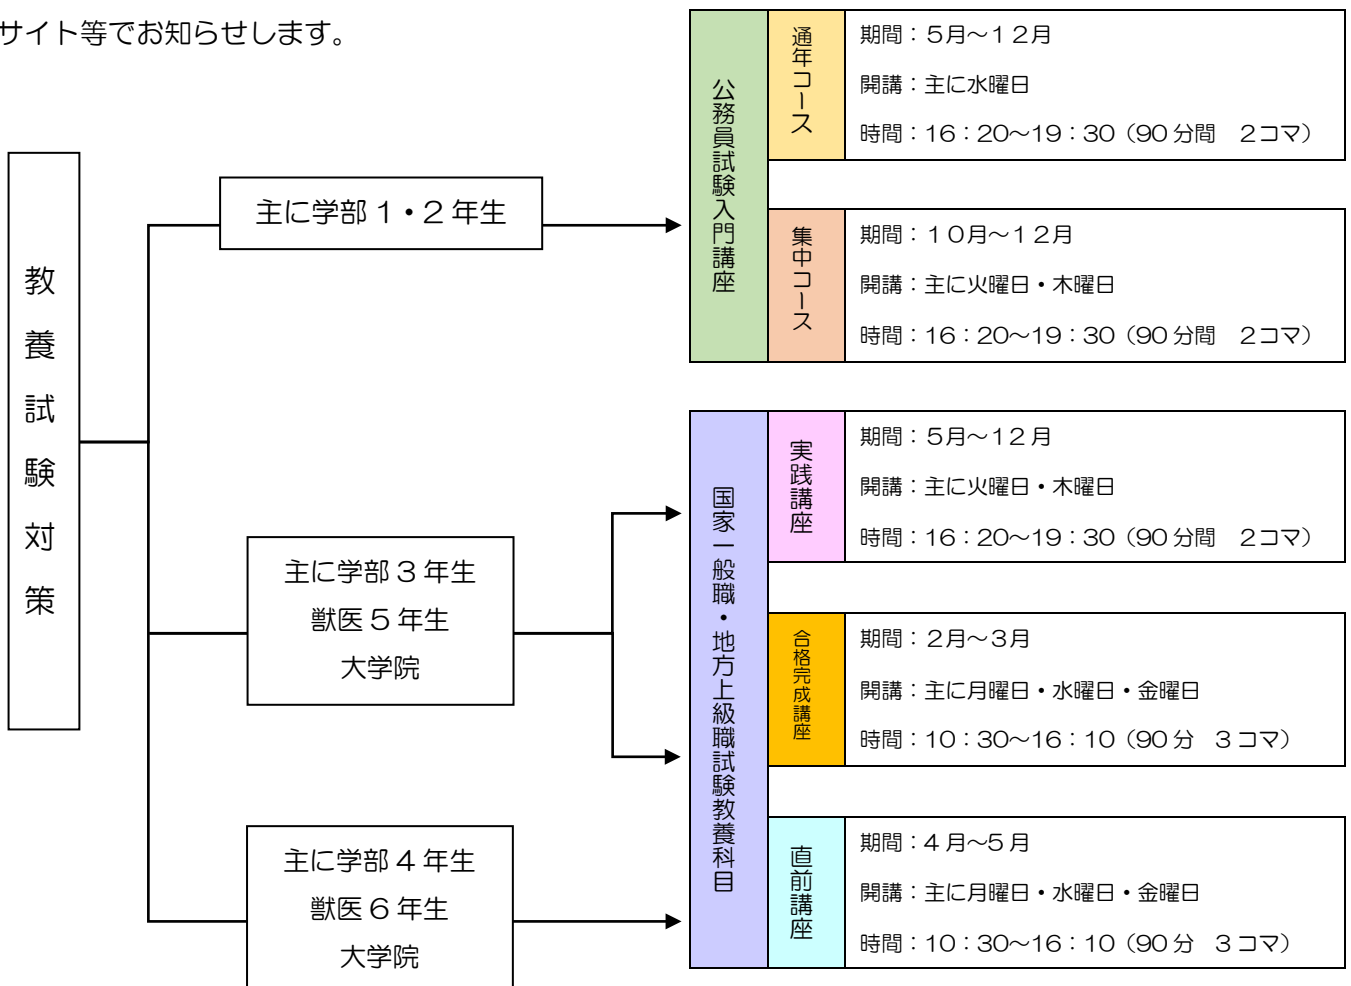 サイト等でお知らせします。
教養試験対策
主に学部1・2年生
公務員試験入門講座
通年コース
期間：5月～12月
開講：主に水曜日
時間：16：20～19：30（90分間　2コマ）
集中コース
期間：10月～12月
開講：主に火曜日・木曜日
時間：16：20～19：30（90分間　2コマ）
主に学部3年生
獣医5年生
大学院
国家一般職・地方上級職試験教養科目
実践講座
期間：5月～12月
開講：主に火曜日・木曜日
時間：16：20～19：30（90分間　2コマ）
合格完成講座
期間：2月～3月
開講：主に月曜日・水曜日・金曜日
時間：10：30～16：10（90分　3コマ）
主に学部4年生
獣医6年生
大学院
直前講座
期間：4月～5月
開講：主に月曜日・水曜日・金曜日
時間：10：30～16：10（90分　3コマ）